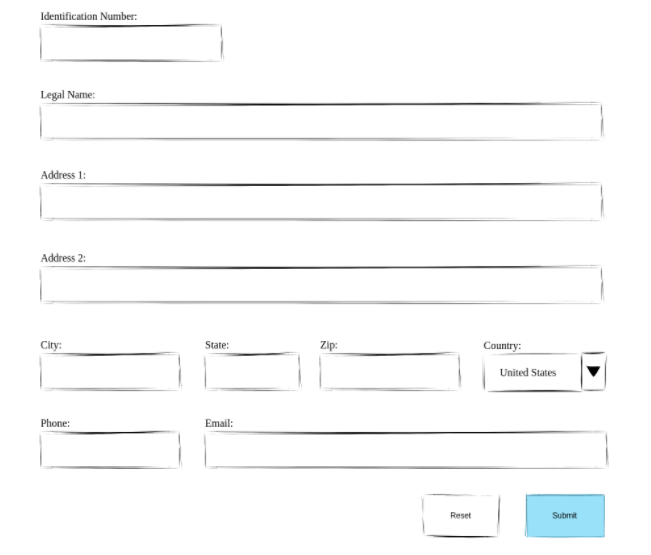 Identification Number:
Legal Name:
Address 1:
Address 2:
City: State: Zip: Country:
United States
Phone: Email:
Reset Submit